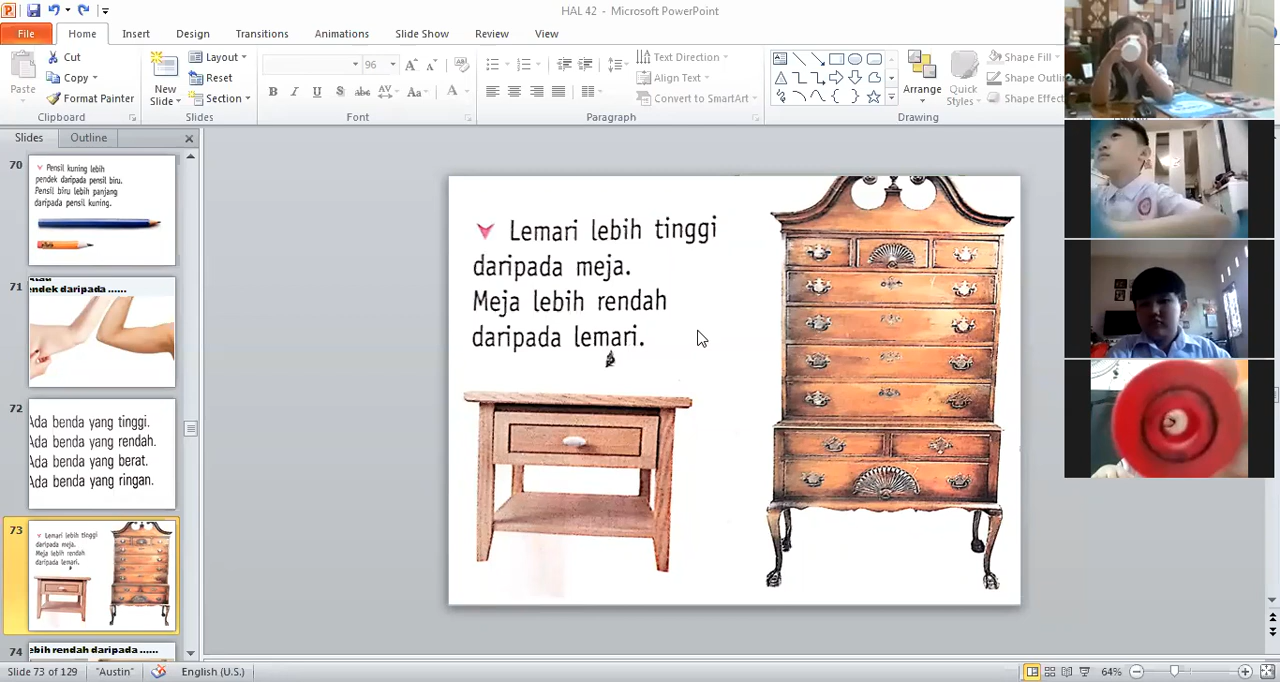 HAL 42 - Microsoft PowerPoint
File Home Insert Design Transitions Animations Slide Show Review View
Paste
Cut
Copy
Format Painter
Clipboard
New Slide
Layout
Reset
Section
Slides
96
Font
Text Direction
Align Text
Convert to SmartArt
Paragraph
Arrange
Quick Styles
Shape Fill
Shape Outli
Shape Effect
Drawing
Slides Outline
70
Pensil kuning lebih
pendek daripada pensil biru.
Pensil biru lebih panjang
daripada pensil kuning.
71
endek daripada ......
72
Ada benda yang tinggi.
Ada benda yang rendah.
Ada benda yang berat.
Ada benda yang ringan.
73
Lemari lebih tinggi
daripada meja.
Meja lebih rendah
daripada lemari.
74
ebih rendah daripada ......
Lemari lebih tinggi
daripada meja.
Meja lebih rendah
daripada lemari.
Slide 73 of 129 "Austin" English (U.S.) 64%